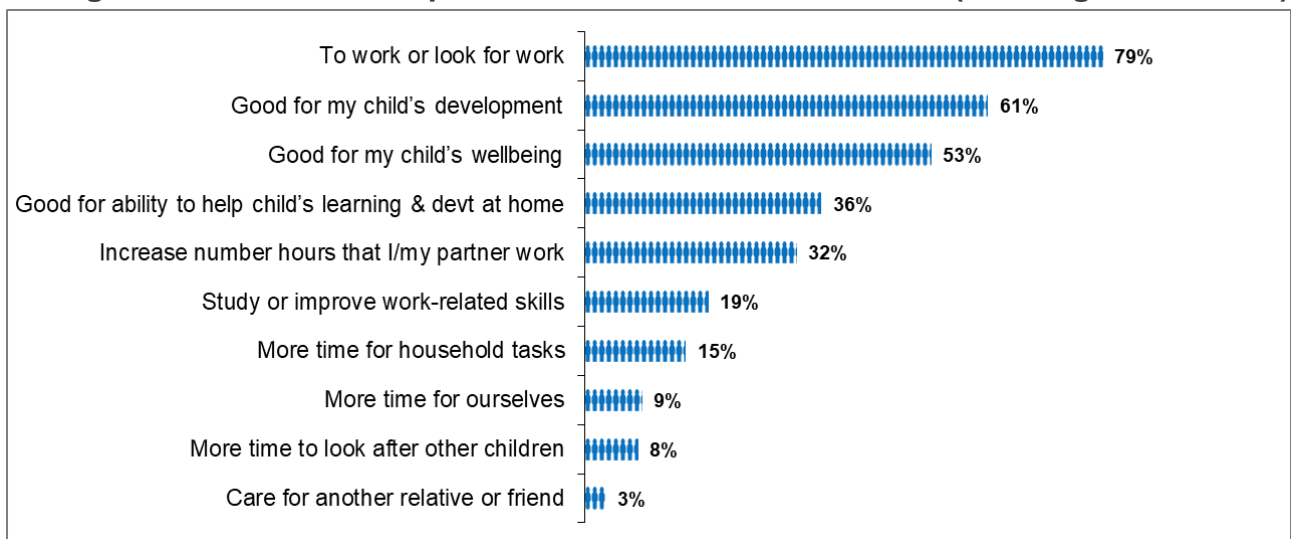 To work or look for work 79%
Good for my child's development 61%
Good for my child's wellbeing 53%
Good for ability to help child's learning & devt at home 36%
Increase number hours that I/my partner work 32%
Study or improve work-related skills 19%
More time for household tasks 15%
More time for ourselves 9%
More time to look after other children 8%
Care for another relative or friend 3%